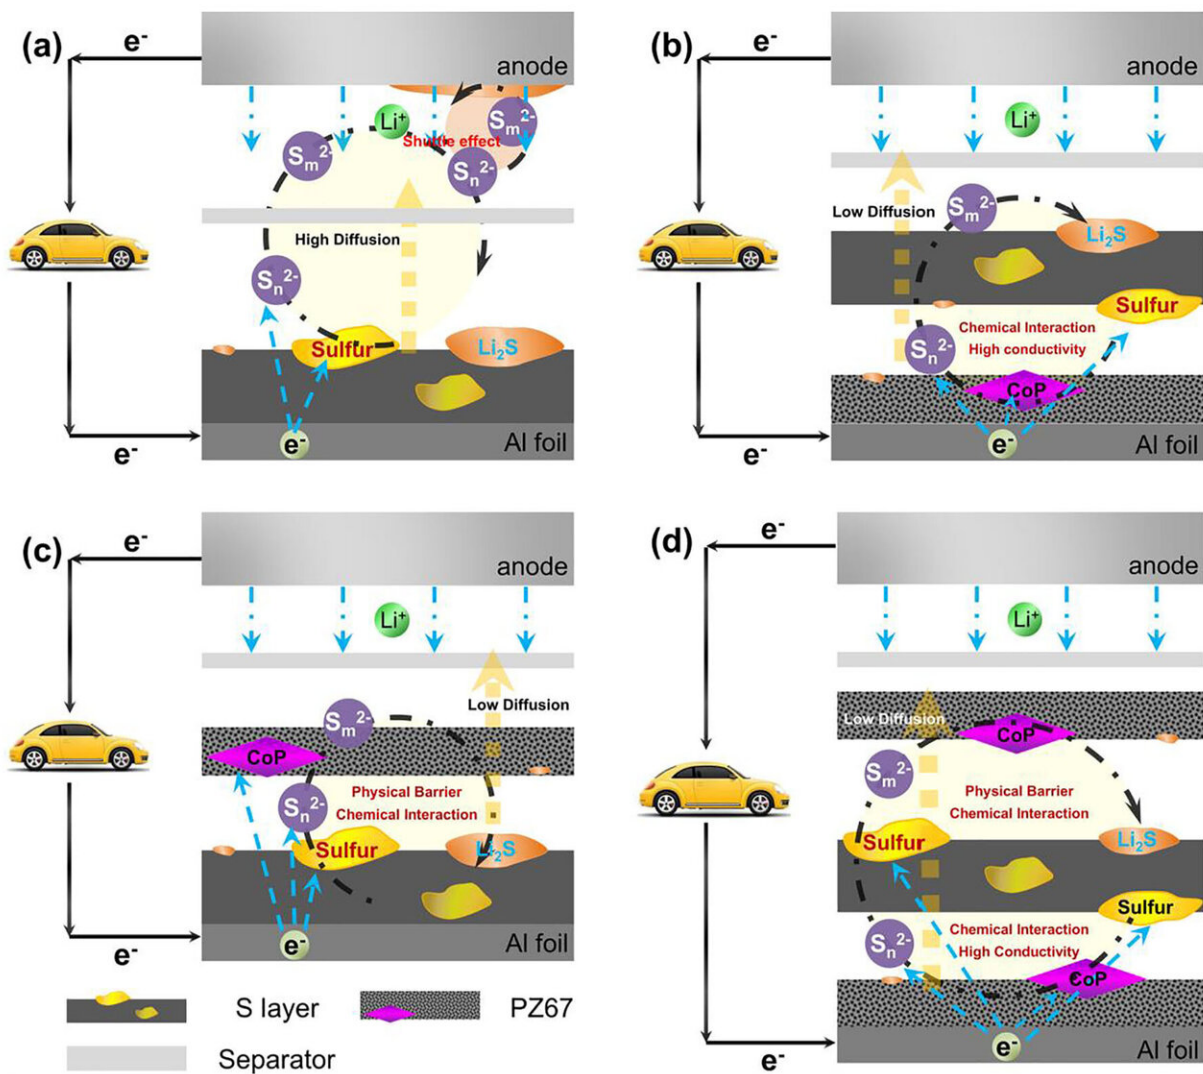 (a)
e⁻
anode
Li⁺
Sₘ²⁻
Shuttle effect
Sₘ²⁻
Sₙ²⁻
High Diffusion
Sₙ²⁻
Sulfur
Li₂S
e⁻
Al foil
e⁻
(b)
e⁻
anode
Li⁺
Low Diffusion
Sₘ²⁻
Li₂S
Sulfur
Chemical Interaction
High conductivity
Sₙ²⁻
CoP
e⁻
Al foil
e⁻
(c)
e⁻
anode
Li⁺
Sₘ²⁻
Low Diffusion
CoP
Physical Barrier
Chemical Interaction
Sₙ²⁻
Sulfur
Li₂S
e⁻
Al foil
e⁻
(d)
e⁻
anode
Li⁺
Low Diffusion
CoP
Sₘ²⁻
Physical Barrier
Chemical Interaction
Sulfur
Li₂S
Sulfur
Chemical Interaction
High Conductivity
Sₙ²⁻
CoP
e⁻
Al foil
e⁻
S layer
PZ67
Separator